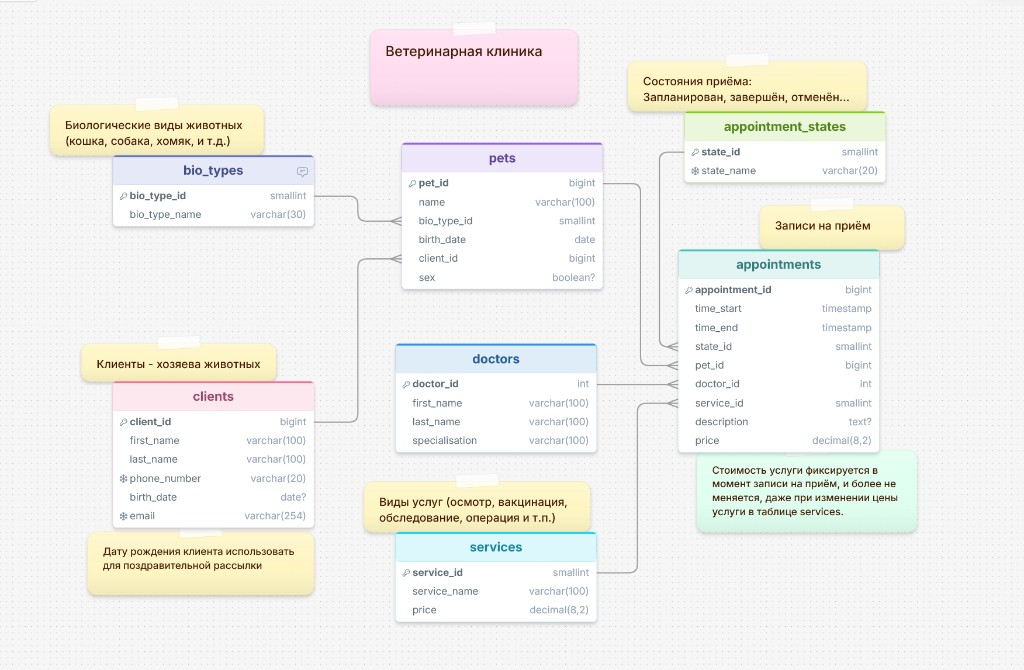 Ветеринарная клиника
Состояния приёма:
Запланирован, завершён, отменён...
appointment_states
state_id smallint
state_name varchar(20)
Биологические виды животных
(кошка, собака, хомяк, и т.д.)
bio_types
bio_type_id smallint
bio_type_name varchar(30)
pets
pet_id bigint
name varchar(100)
bio_type_id smallint
birth_date date
client_id bigint
sex boolean?
Записи на приём
appointments
appointment_id bigint
time_start timestamp
time_end timestamp
state_id smallint
pet_id bigint
doctor_id int
service_id smallint
description text?
price decimal(8,2)
Стоимость услуги фиксируется в
момент записи на приём, и более не
меняется, даже при изменении цены
услуги в таблице services.
Клиенты - хозяева животных
clients
client_id bigint
first_name varchar(100)
last_name varchar(100)
phone_number varchar(20)
birth_date date?
email varchar(254)
Дату рождения клиента использовать
для поздравительной рассылки
doctors
doctor_id int
first_name varchar(100)
last_name varchar(100)
specialisation varchar(100)
Виды услуг (осмотр, вакцинация,
обследование, операция и т.п.)
services
service_id smallint
service_name varchar(100)
price decimal(8,2)